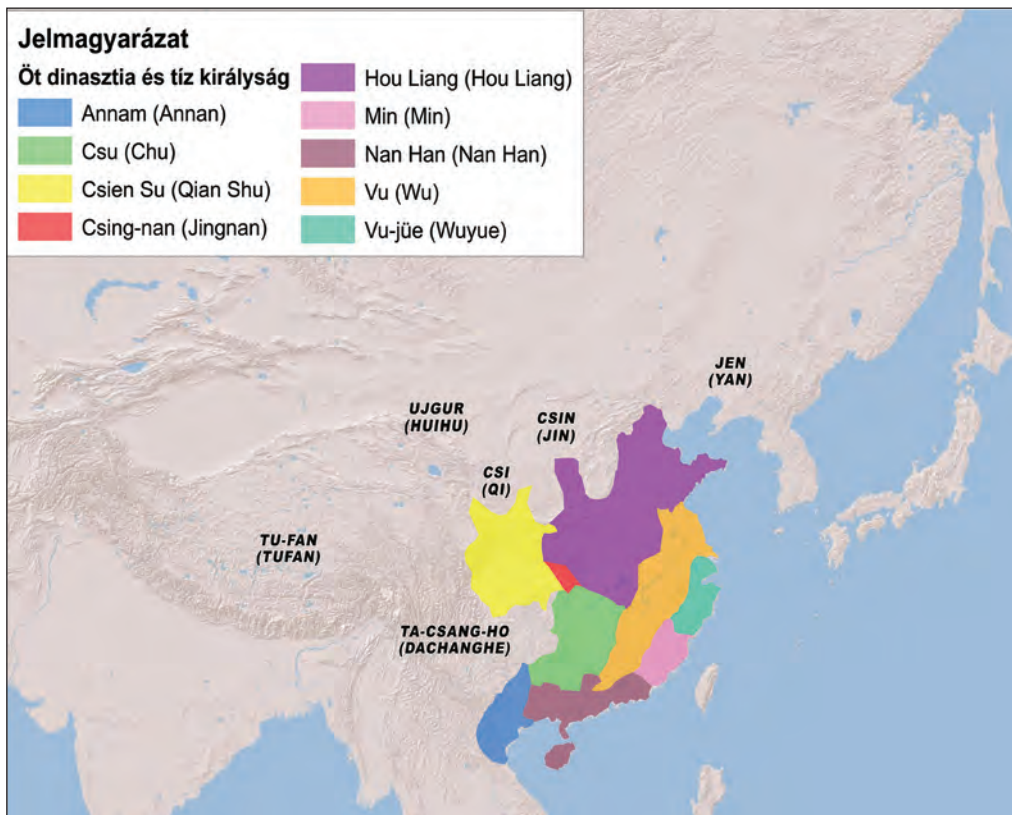 Jelmagyarázat
Öt dinasztia és tíz királyság
Annam (Annan)
Csu (Chu)
Csien Su (Qian Shu)
Csing-nan (Jingnan)
Hou Liang (Hou Liang)
Min (Min)
Nan Han (Nan Han)
Vu (Wu)
Vu-jüe (Wuyue)
JEN
(YAN)
UJGUR
(HUIHU)
CSIN
(JIN)
CSI
(QI)
TU-FAN
(TUFAN)
TA-CSANG-HO
(DACHANGHE)